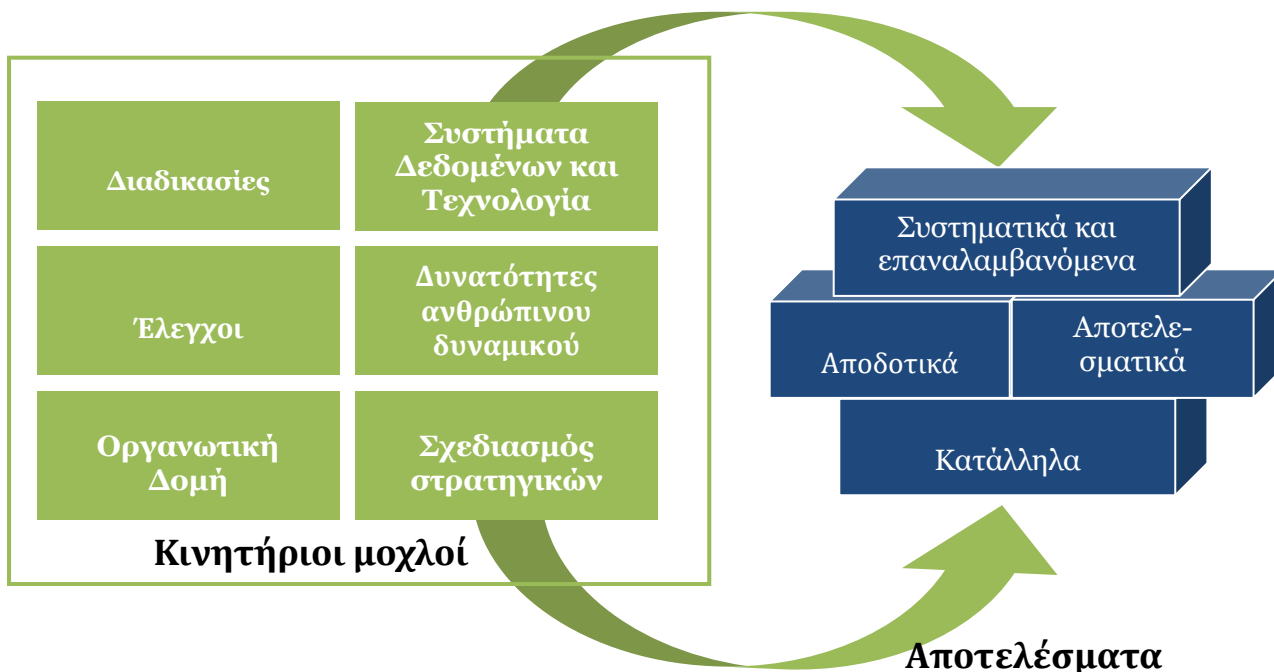 Διαδικασίες
Συστήματα
Δεδομένων και
Τεχνολογία
Έλεγχοι
Δυνατότητες
ανθρώπινου
δυναμικού
Οργανωτική
Δομή
Σχεδιασμός
στρατηγικών
Κινητήριοι μοχλοί
Συστηματικά και
επαναλαμβανόμενα
Αποδοτικά
Αποτελε-
σματικά
Κατάλληλα
Αποτελέσματα